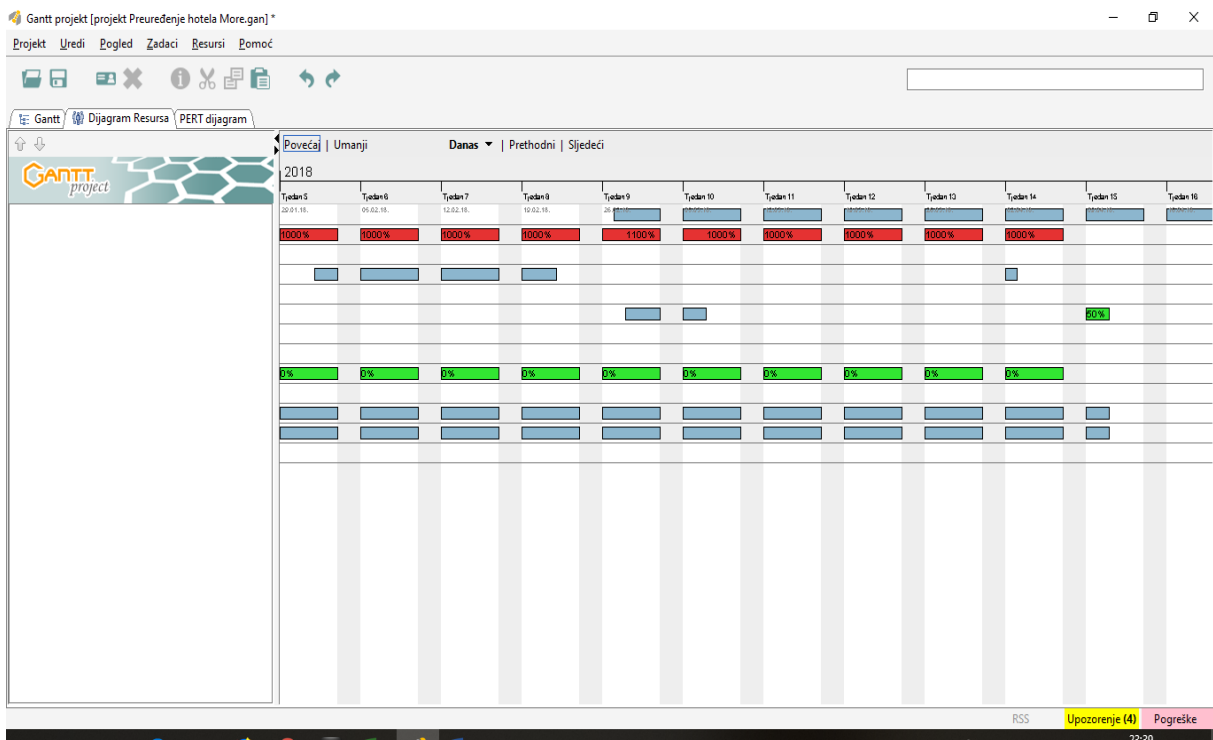 Gantt projekt [projekt Preuređenje hotela More.gan] *
Projekt Uredi Pogled Zadaci Resursi Pomoć
Gantt Dijagram Resursa PERT dijagram
Povećaj | Umanji Danas | Prethodni | Sljedeći
GANTT project
2018
Tjedan 5 Tjedan 6 Tjedan 7 Tjedan 8 Tjedan 9 Tjedan 10 Tjedan 11 Tjedan 12 Tjedan 13 Tjedan 14 Tjedan 15 Tjedan 16
29.01.18. 05.02.18. 12.02.18. 19.02.18.
1000% 1000% 1000% 1000% 1100% 1000% 1000% 1000% 1000% 1000%
50%
0% 0% 0% 0% 0% 0% 0% 0% 0% 0%
RSS Upozorenje (4) Pogreške